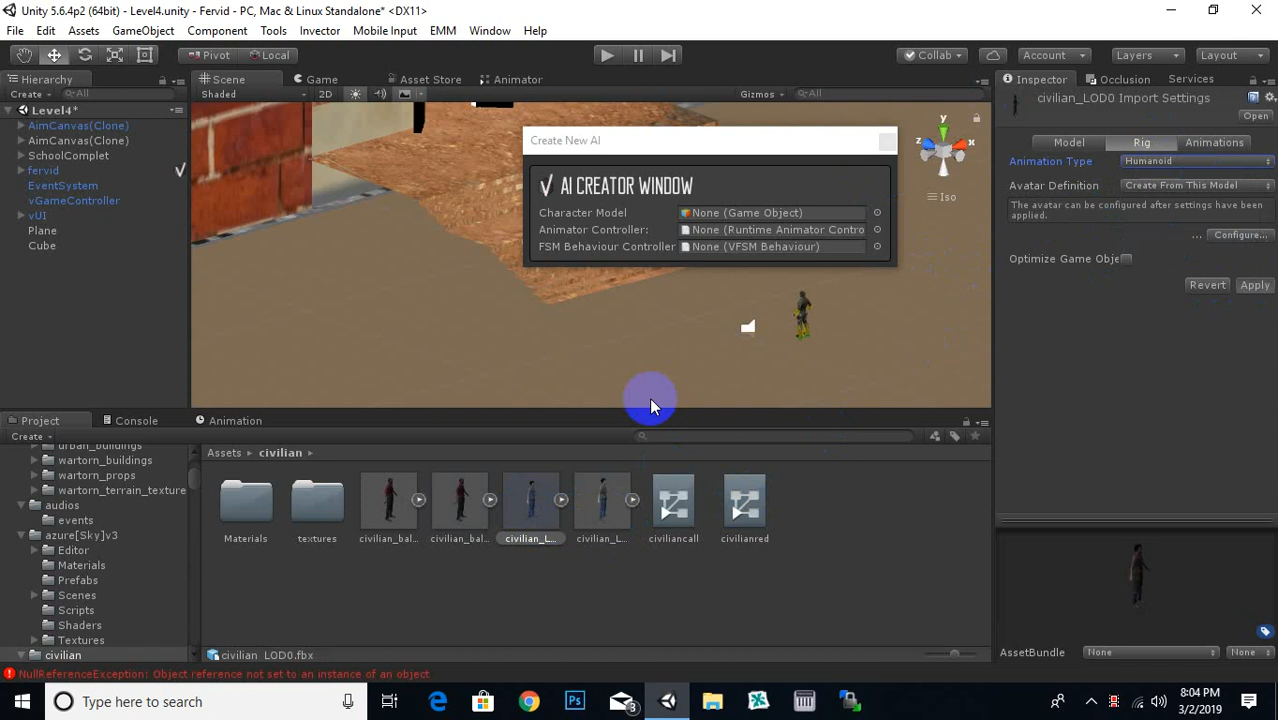 Unity 5.6.4p2 (64bit) - Level4.unity - Fervid - PC, Mac & Linux Standalone* <DX11>
File Edit Assets GameObject Component Tools Invector Mobile Input EMM Window Help
Pivot Local Collab Account Layers Layout
Hierarchy Scene Game Asset Store Animator Inspector Occlusion Services
Create All Shaded 2D Gizmos All
civilian_LOD0 Import Settings
Open
Level4*
AimCanvas(Clone)
AimCanvas(Clone)
SchoolComplet
fervid
EventSystem
vGameController
vUI
Plane
Cube
Create New AI
AI CREATOR WINDOW
Character Model None (Game Object)
Animator Controller: None (Runtime Animator Contro
FSM Behaviour Controller None (VFSM Behaviour)
y
x
z
Iso
Model Rig Animations
Animation Type Humanoid
Avatar Definition Create From This Model
The avatar can be configured after settings have been applied.
... Configure...
Optimize Game Obje
Revert Apply
Project Console Animation
Create
urban_buildings
wartorn_buildings
wartorn_props
wartorn_terrain_texture
audios
events
azure[Sky]v3
Editor
Materials
Prefabs
Scenes
Scripts
Shaders
Textures
civilian
Assets civilian
Materials textures civilian_bal... civilian_ba... civilian_L... civilian_L... civiliancall civilianred
civilian_LOD0.fbx
AssetBundle None None
NullReferenceException: Object reference not set to an instance of an object
Type here to search
3
8:04 PM
3/2/2019